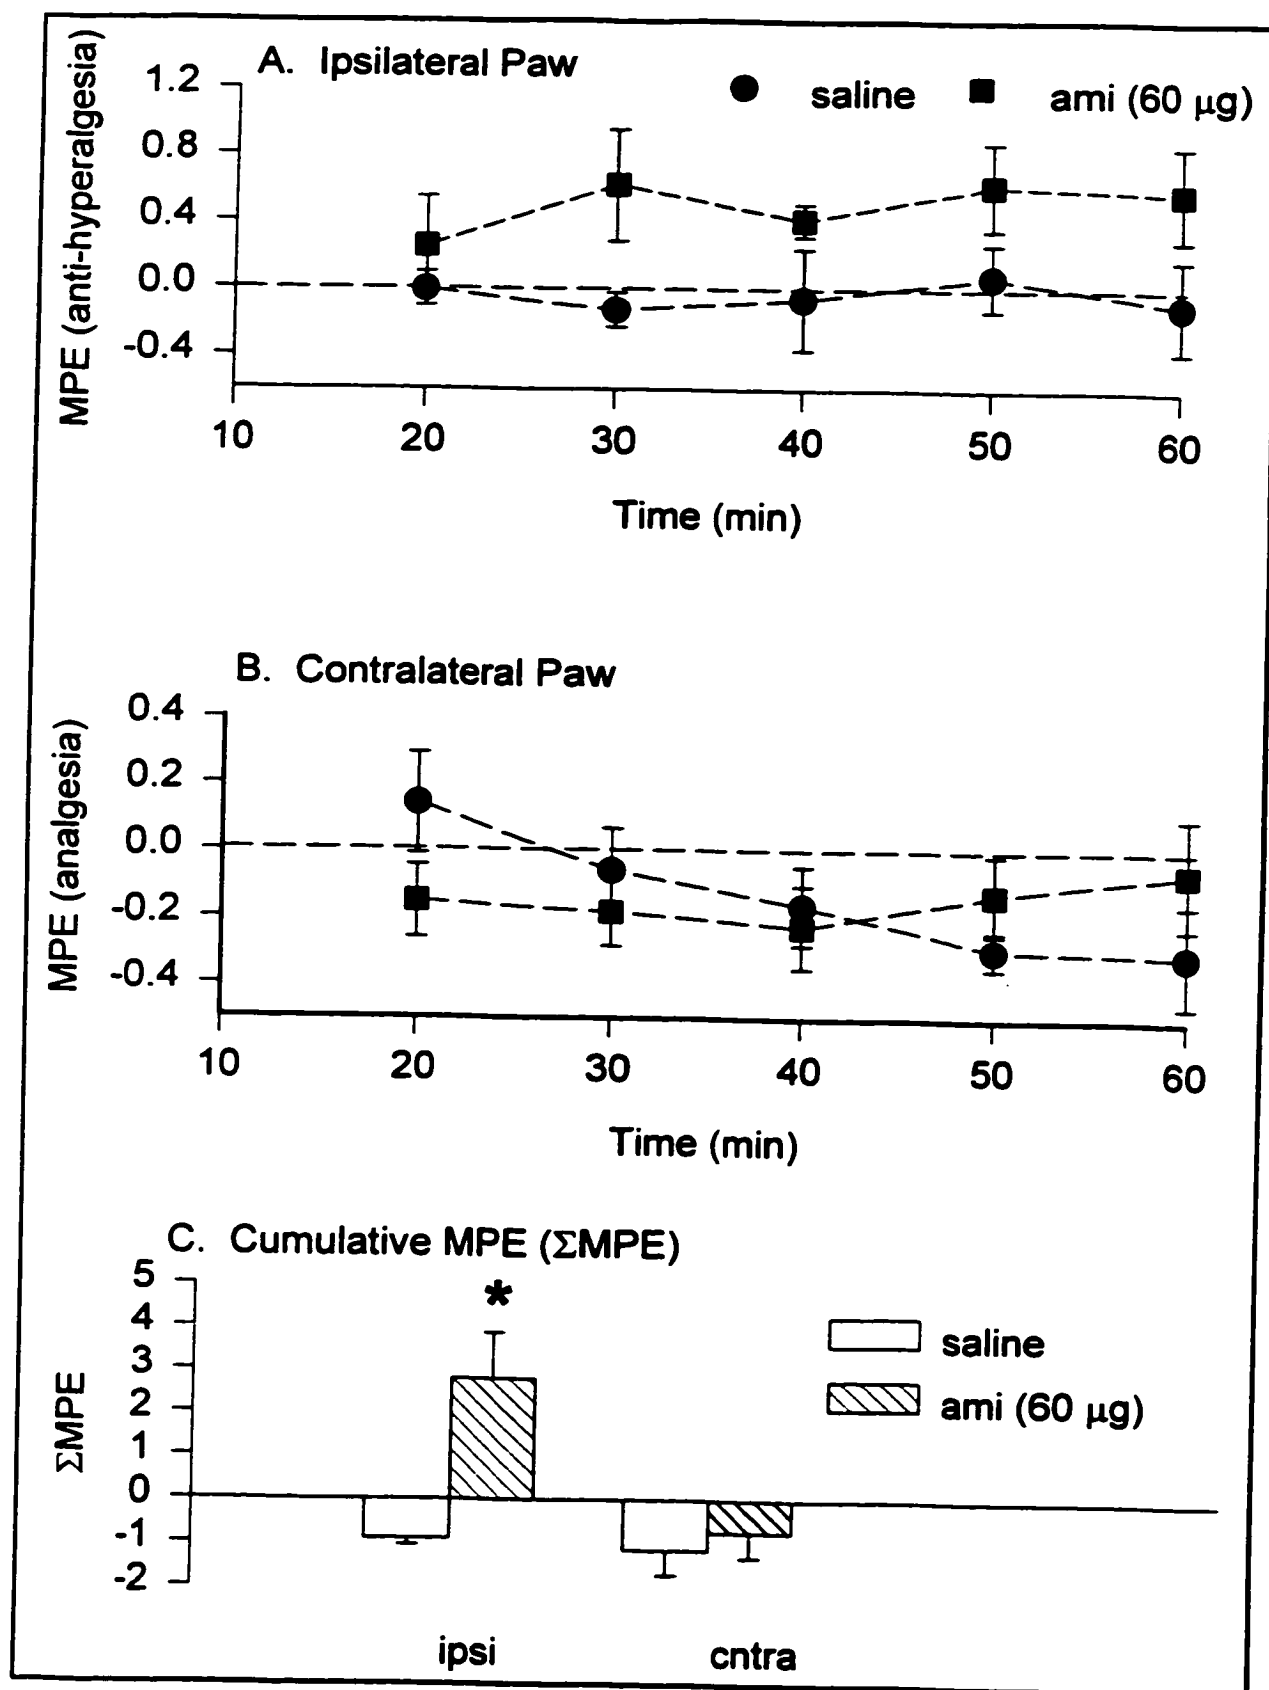 A. Ipsilateral Paw
saline
ami (60 μg)
MPE (anti-hyperalgesia)
1.2
0.8
0.4
0.0
-0.4
10 20 30 40 50 60
Time (min)
B. Contralateral Paw
MPE (analgesia)
0.4
0.2
0.0
-0.2
-0.4
10 20 30 40 50 60
Time (min)
C. Cumulative MPE (ΣMPE)
ΣMPE
5
4
3
2
1
0
-1
-2
*
saline
ami (60 μg)
ipsi cntra